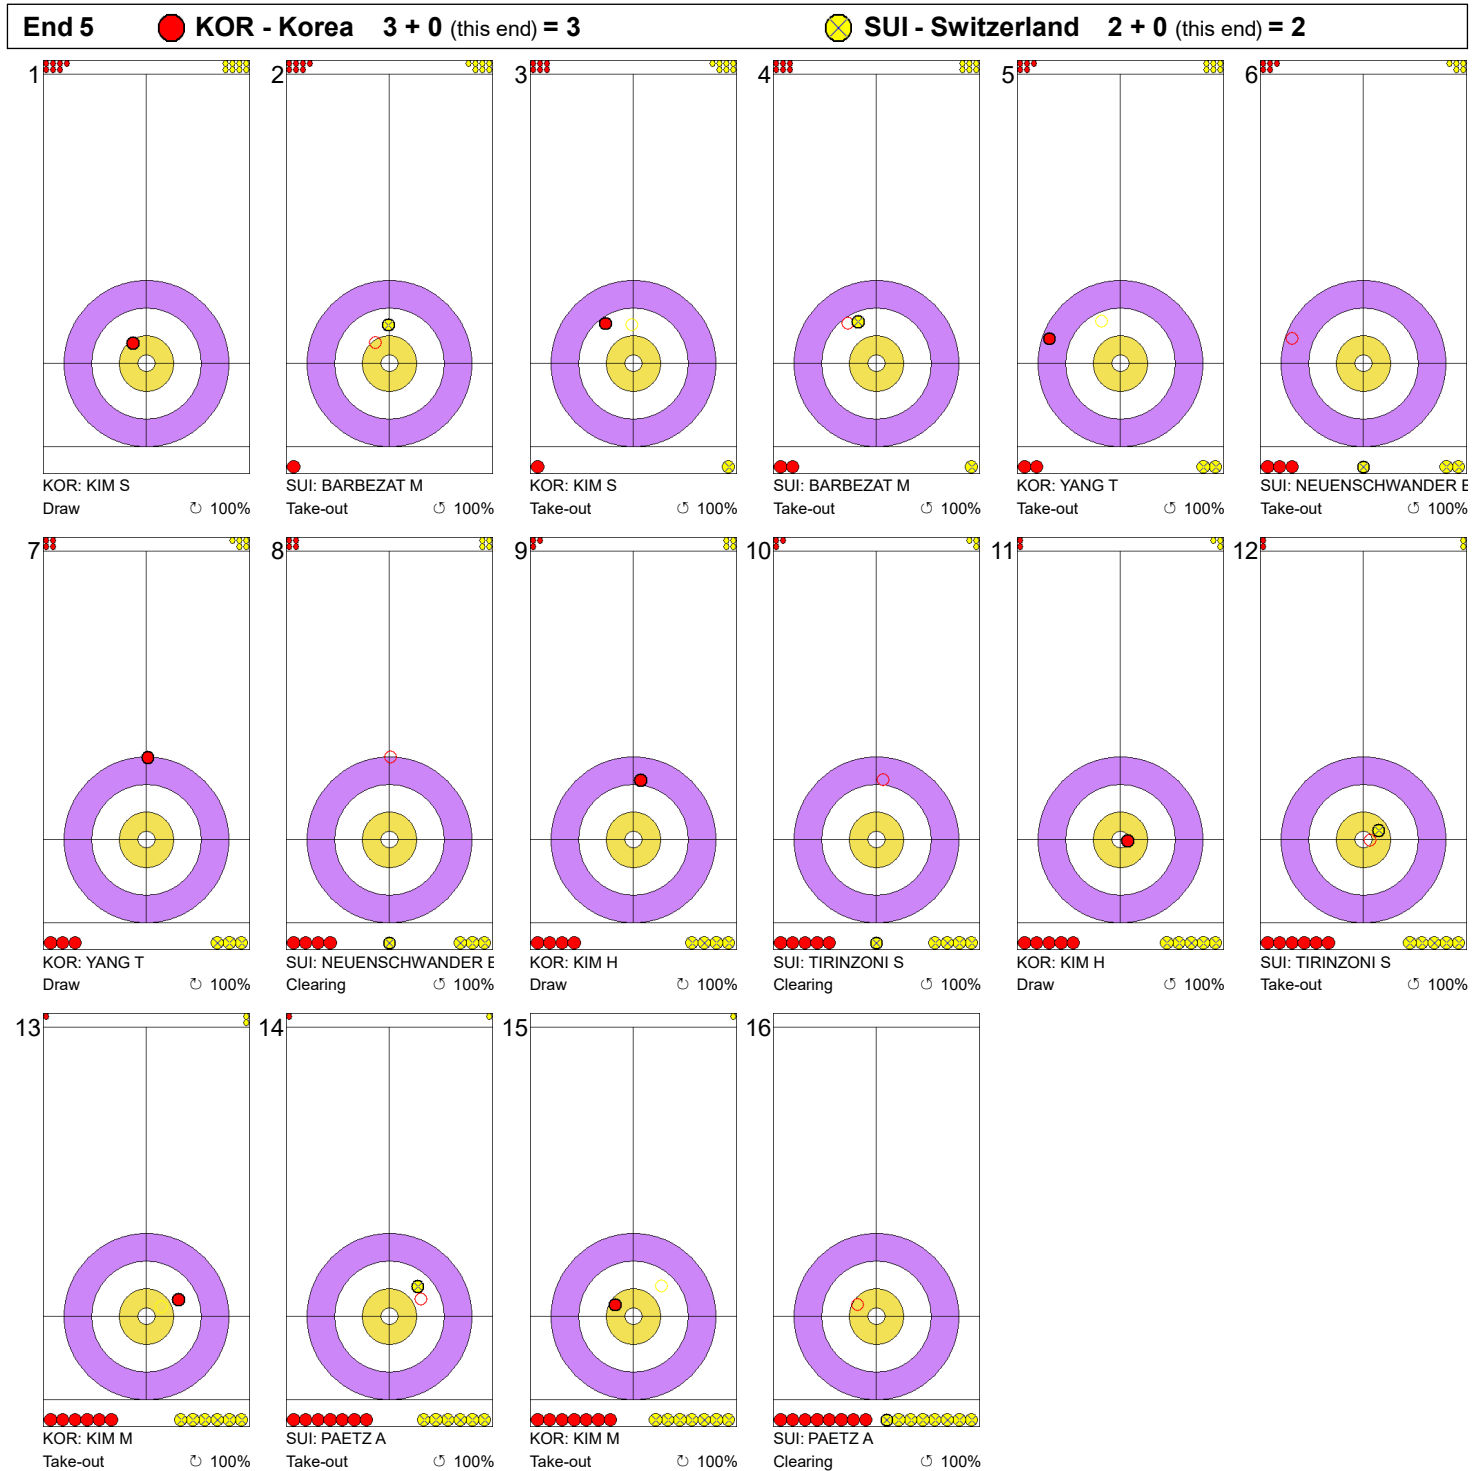 End 5 KOR - Korea 3 + 0 (this end) = 3 SUI - Switzerland 2 + 0 (this end) = 2
1 2 3 4 5 6
KOR: KIM S SUI: BARBEZAT M KOR: KIM S SUI: BARBEZAT M KOR: YANG T SUI: NEUENSCHWANDER E
Draw ↻ 100% Take-out ↺ 100% Take-out ↺ 100% Take-out ↺ 100% Take-out ↺ 100% Take-out ↻ 100%
7 8 9 10 11 12
KOR: YANG T SUI: NEUENSCHWANDER E KOR: KIM H SUI: TIRINZONI S KOR: KIM H SUI: TIRINZONI S
Draw ↻ 100% Clearing ↺ 100% Draw ↻ 100% Clearing ↺ 100% Draw ↺ 100% Take-out ↺ 100%
13 14 15 16
KOR: KIM M SUI: PAETZ A KOR: KIM M SUI: PAETZ A
Take-out ↻ 100% Take-out ↺ 100% Take-out ↻ 100% Clearing ↻ 100%